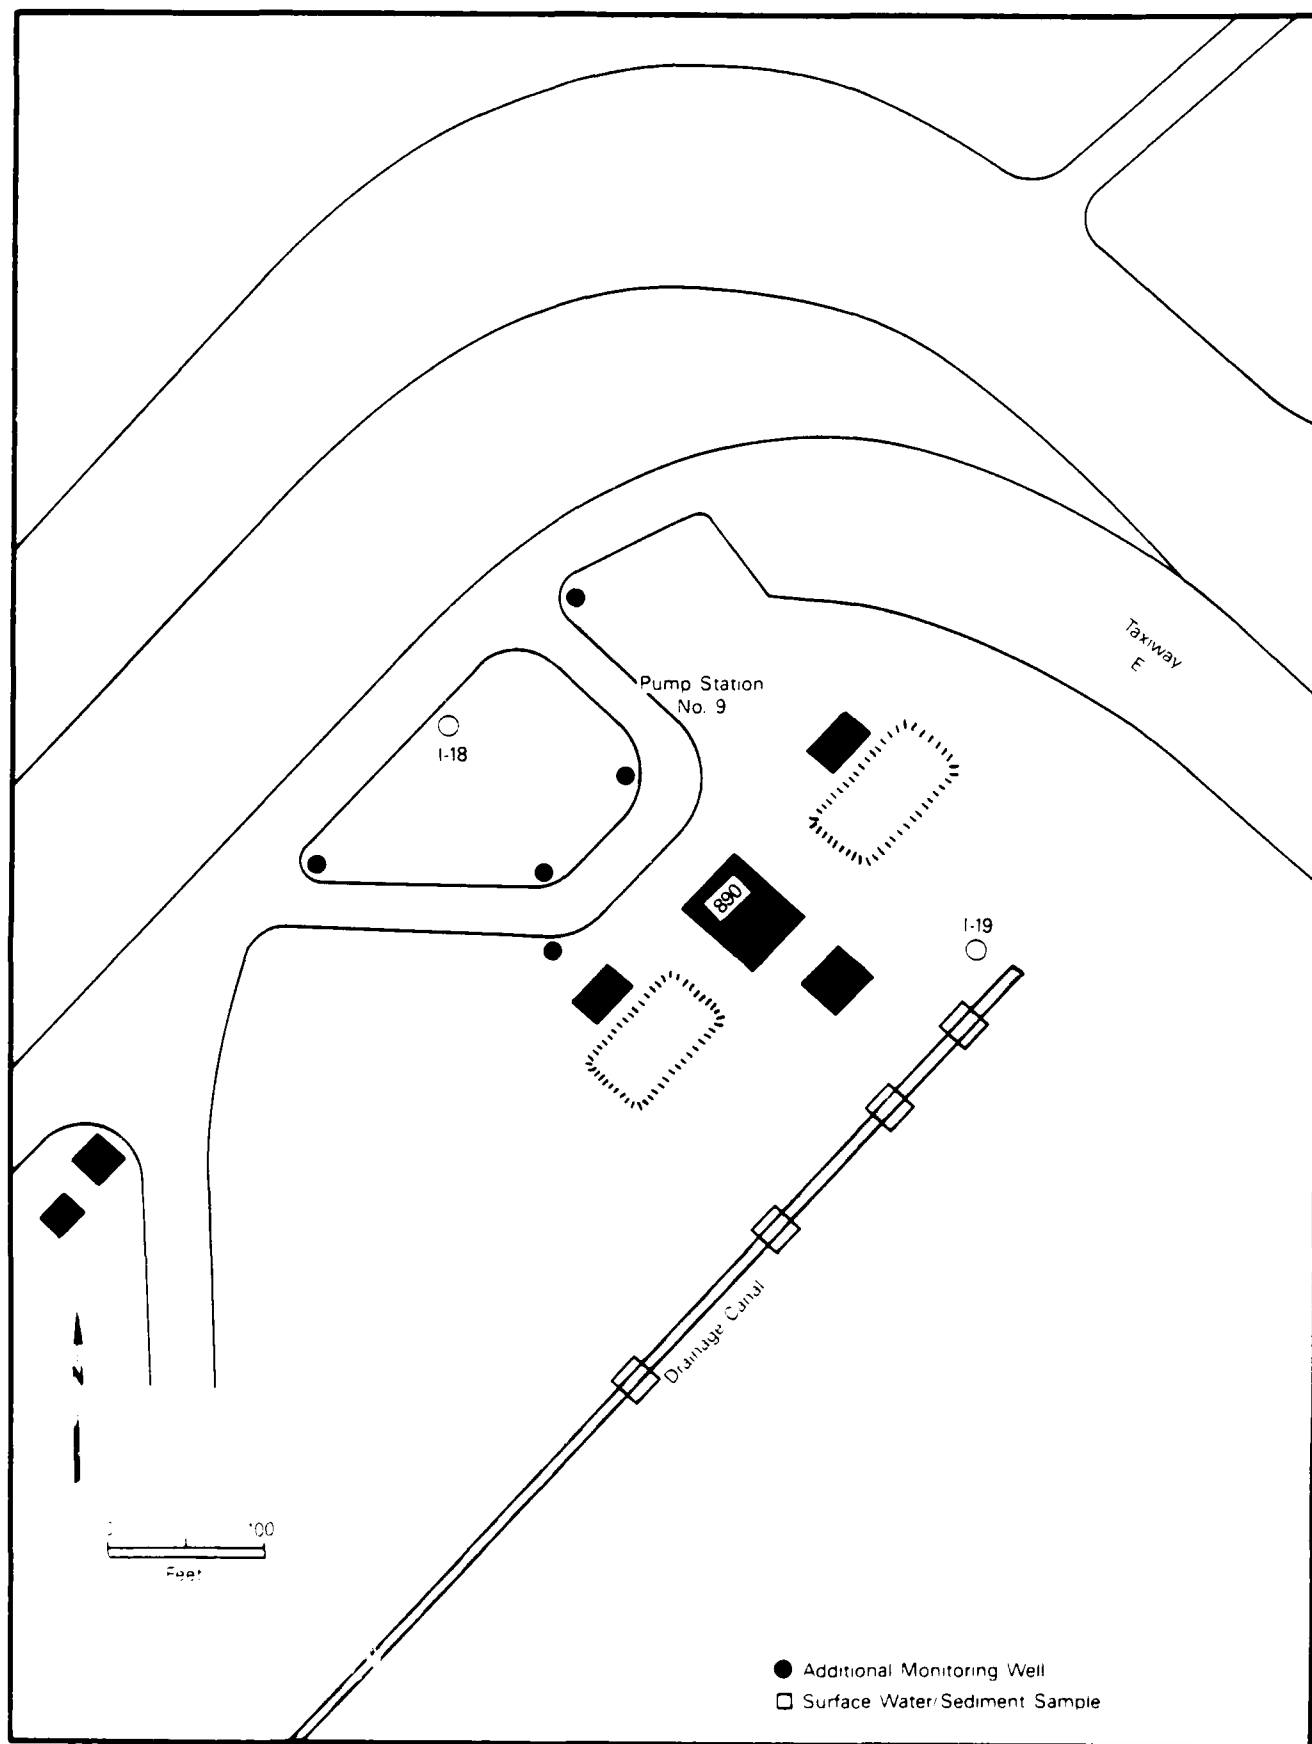 Taxiway
E
Pump Station
No. 9
I-18
890
I-19
Drainage Canal
N
100
Feet
Additional Monitoring Well
Surface Water/Sediment Sample